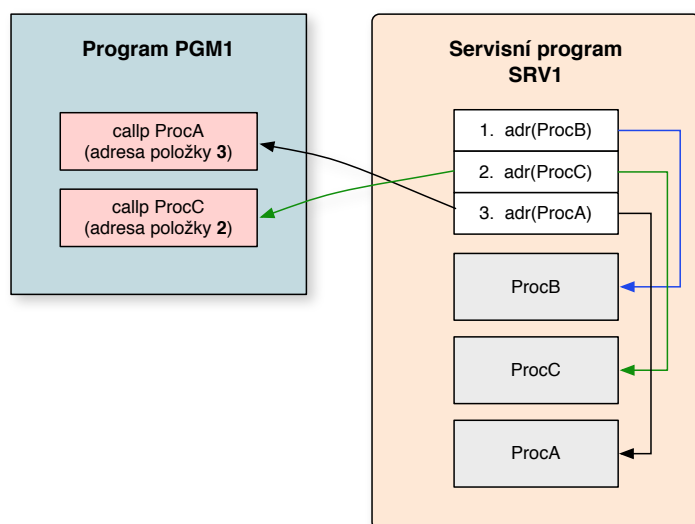 Program PGM1
callp ProcA
(adresa položky 3)
callp ProcC
(adresa položky 2)
Servisní program
SRV1
1. adr(ProcB)
2. adr(ProcC)
3. adr(ProcA)
ProcB
ProcC
ProcA